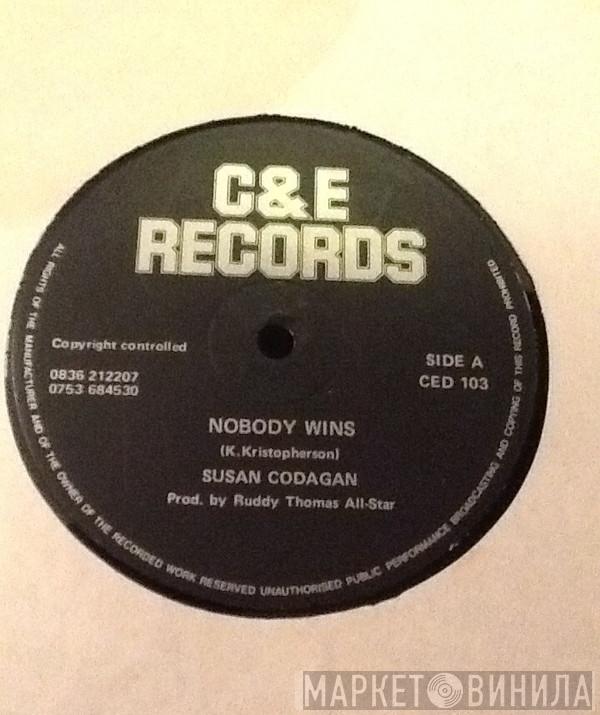 C&E
RECORDS
Copyright controlled
0836 212207
0753 684530
SIDE A
CED 103
NOBODY WINS
(K.Kristopherson)
SUSAN CODAGAN
Prod. by Ruddy Thomas All-Star
ALL RIGHTS OF THE MANUFACTURER AND OF THE OWNER OF THE RECORDED WORK RESERVED UNAUTHORISED PUBLIC PERFORMANCE BROADCASTING AND COPYING OF THIS RECORD PROHIBITED
МАРКЕТ ВИНИЛА